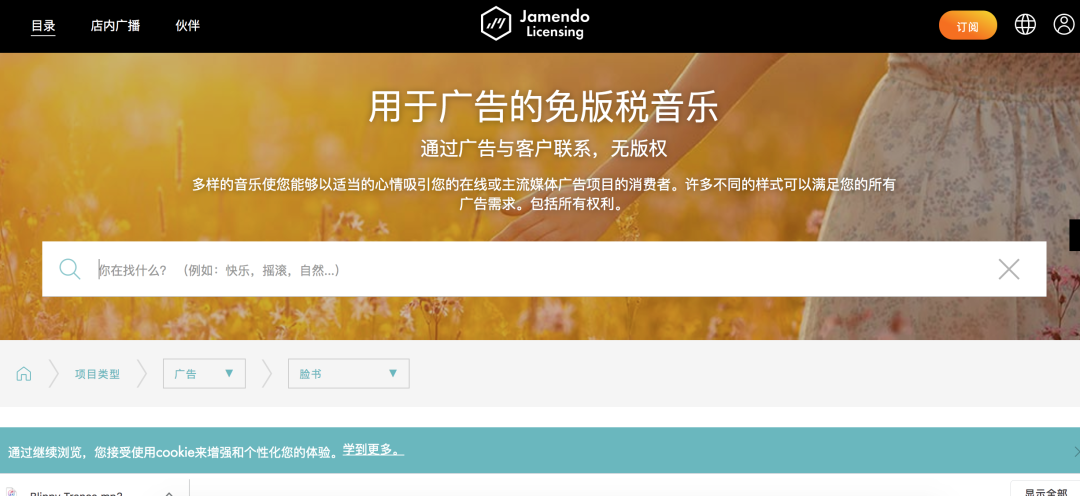 目录
店内广播
伙伴
Jamendo
Licensing
订阅
用于广告的免版税音乐
通过广告与客户联系，无版权
多样的音乐使您能够以适当的心情吸引您的在线或主流媒体广告项目的消费者。许多不同的样式可以满足您的所有
广告需求。包括所有权利。
你在找什么？（例如：快乐，摇滚，自然...）
项目类型
广告
脸书
通过继续浏览，您接受使用cookie来增强和个性化您的体验。学到更多。
显示全部